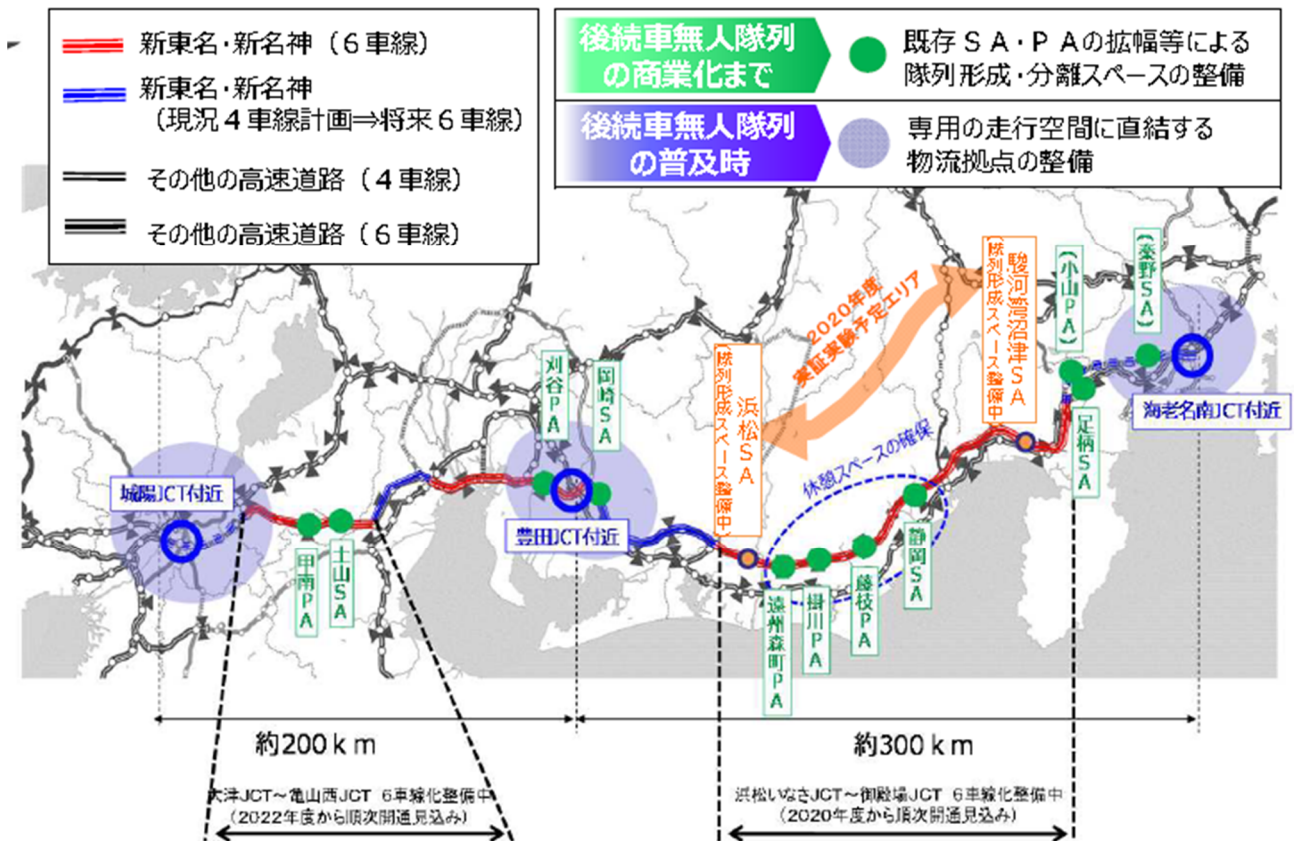 新東名・新名神（６車線）
新東名・新名神
（現況４車線計画⇒将来６車線）
その他の高速道路（４車線）
その他の高速道路（６車線）
後続車無人隊列
の商業化まで
既存ＳＡ・ＰＡの拡幅等による
隊列形成・分離スペースの整備
後続車無人隊列
の普及時
専用の走行空間に直結する
物流拠点の整備
城陽JCT付近
甲南PA
土山SA
刈谷PA
岡崎SA
豊田JCT付近
浜松SA
(隊列形成スペース整備中)
2020年度
実証実験予定エリア
休憩スペースの確保
遠州森町PA
掛川PA
藤枝PA
静岡SA
駿河湾沼津SA
(隊列形成スペース整備中)
(小山PA)
足柄SA
(秦野SA)
海老名南JCT付近
約200ｋｍ
約300ｋｍ
大津JCT～亀山西JCT ６車線化整備中
（2022年度から順次開通見込み）
浜松いなさJCT～御殿場JCT ６車線化整備中
（2020年度から順次開通見込み）